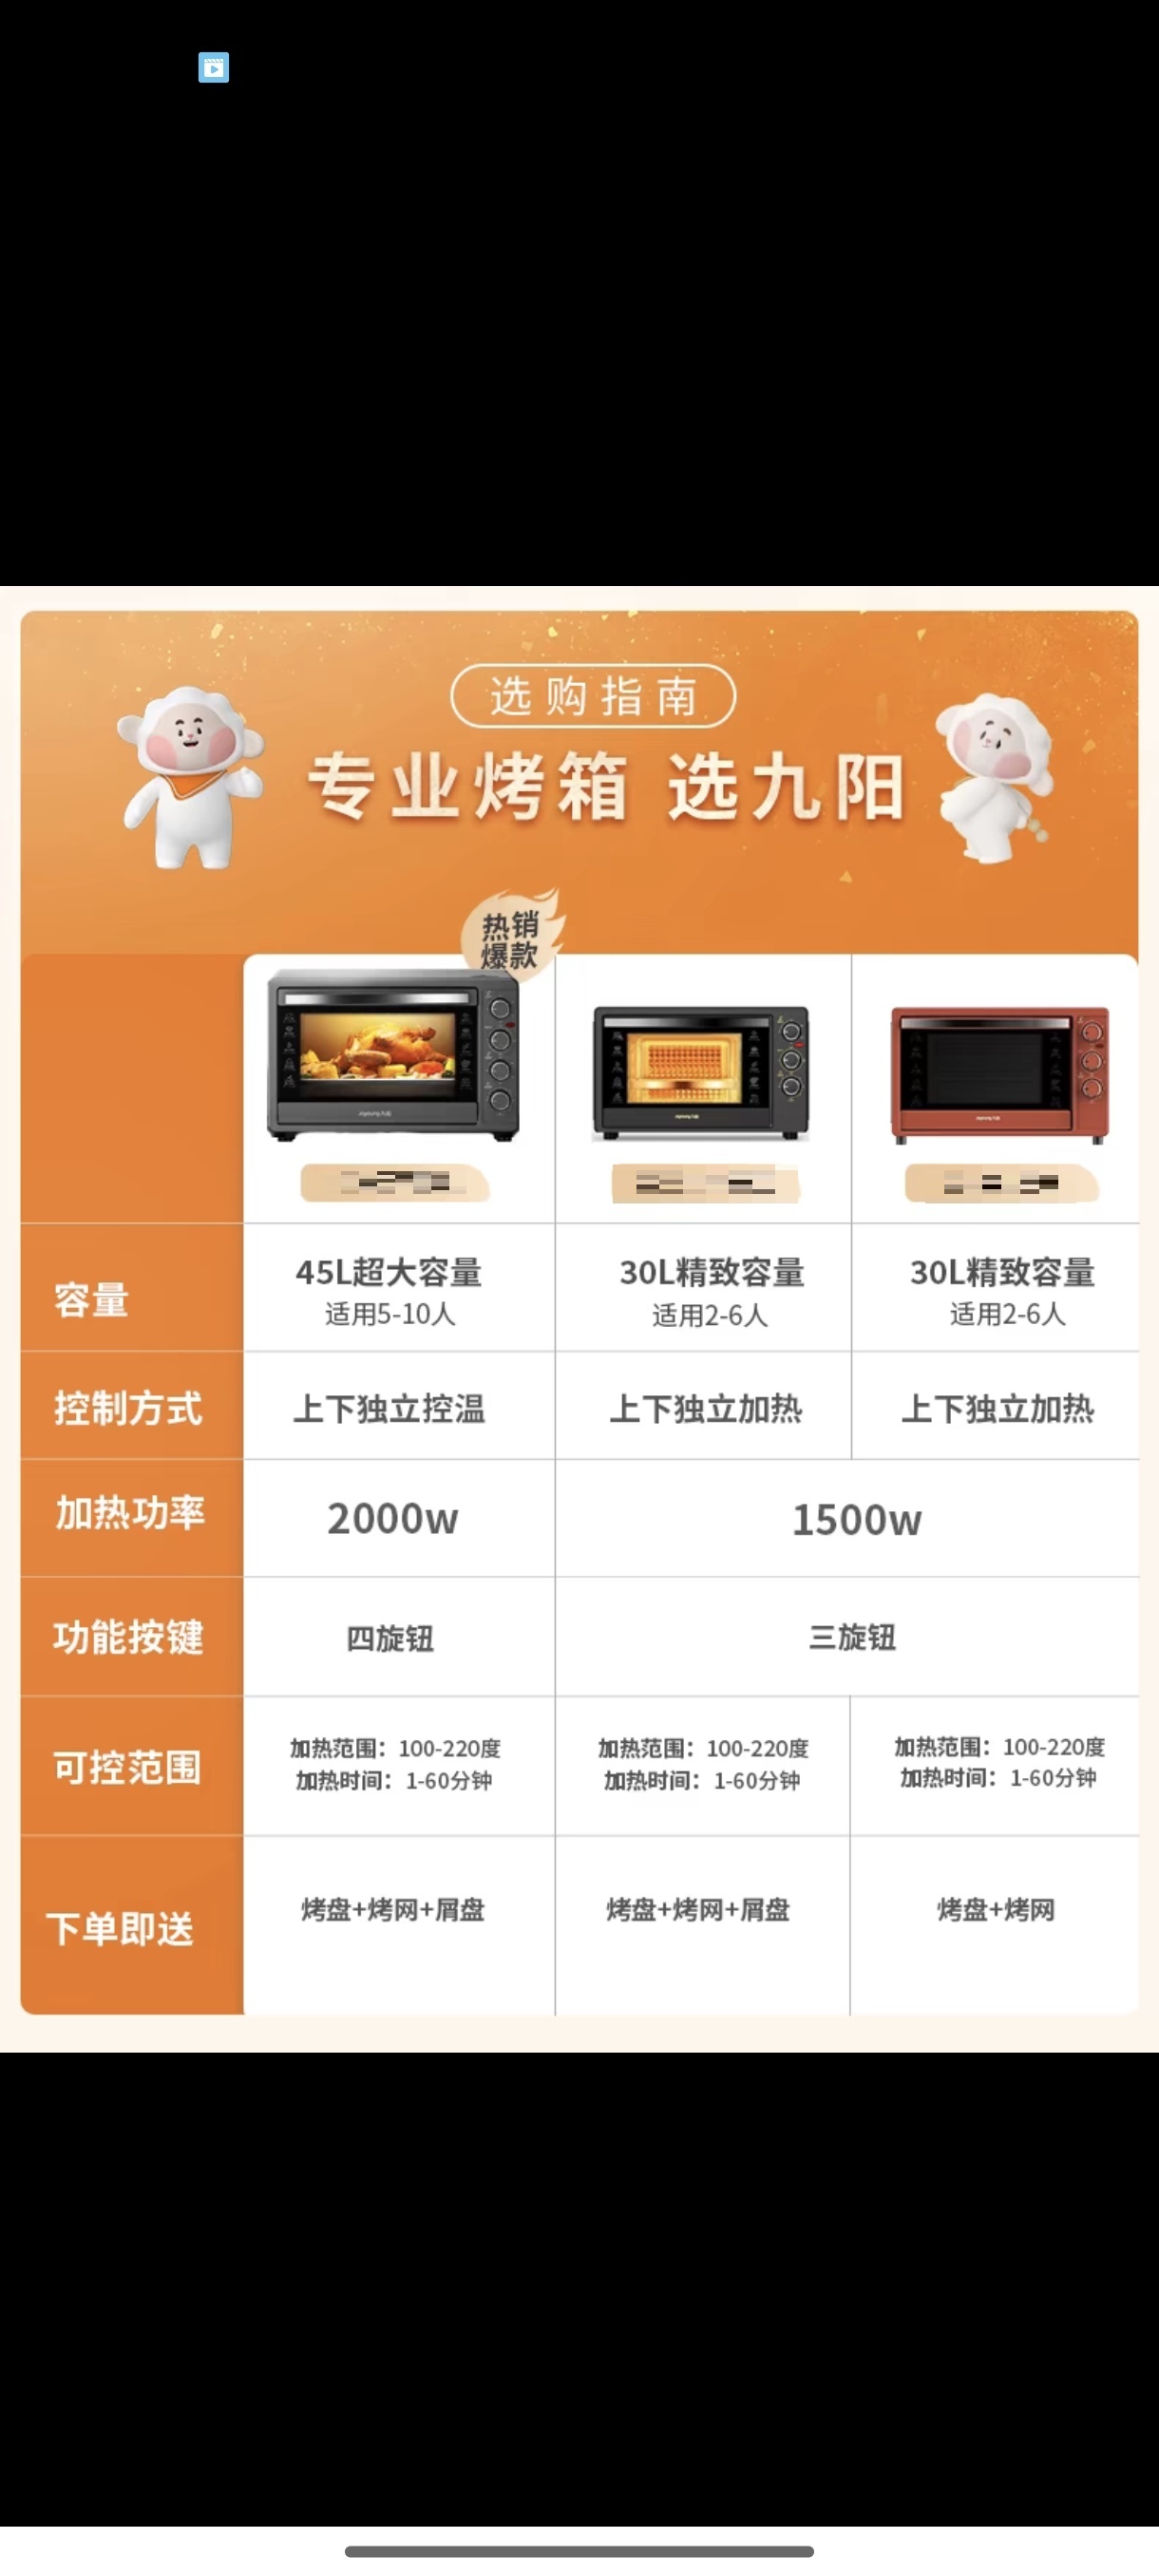 选购指南
专业烤箱 选九阳
热销
爆款
容量
45L超大容量
适用5-10人
30L精致容量
适用2-6人
30L精致容量
适用2-6人
控制方式
上下独立控温
上下独立加热
上下独立加热
加热功率
2000w
1500w
功能按键
四旋钮
三旋钮
可控范围
加热范围：100-220度
加热时间：1-60分钟
加热范围：100-220度
加热时间：1-60分钟
加热范围：100-220度
加热时间：1-60分钟
下单即送
烤盘+烤网+屑盘
烤盘+烤网+屑盘
烤盘+烤网